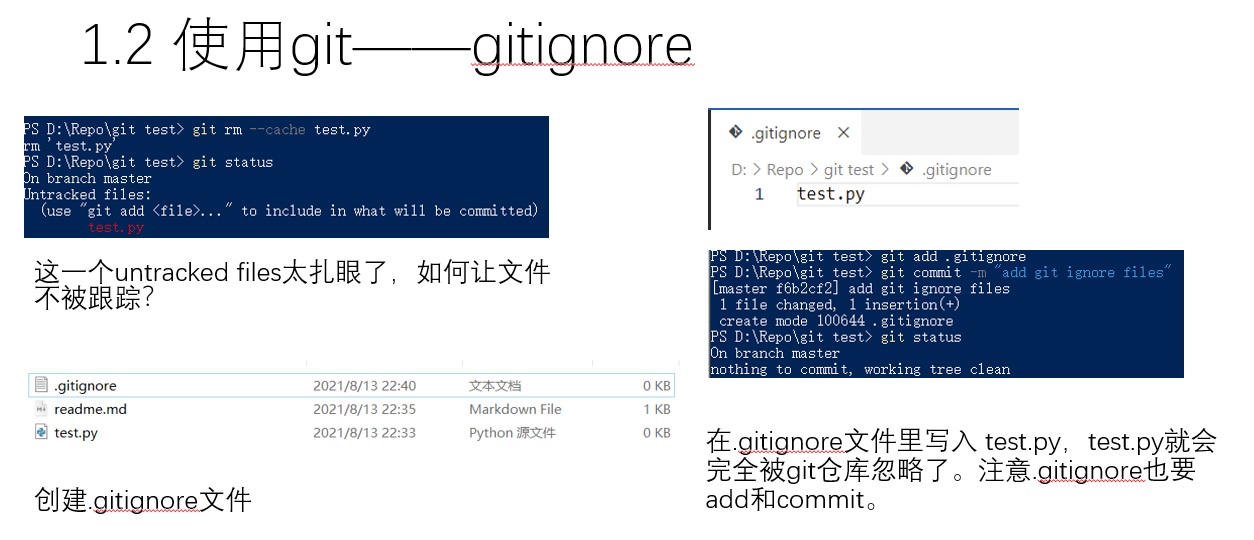 1.2 使用git——gitignore
PS D:\Repo\git test> git rm --cache test.py
rm 'test.py'
PS D:\Repo\git test> git status
On branch master
Untracked files:
(use "git add <file>..." to include in what will be committed)
test.py
这一个untracked files太扎眼了，如何让文件
不被跟踪？
.gitignore 2021/8/13 22:40 文本文档 0 KB
readme.md 2021/8/13 22:35 Markdown File 1 KB
test.py 2021/8/13 22:33 Python 源文件 0 KB
创建.gitignore文件
.gitignore ×
D: > Repo > git test > .gitignore
1 test.py
PS D:\Repo\git test> git add .gitignore
PS D:\Repo\git test> git commit -m "add git ignore files"
[master f6b2cf2] add git ignore files
1 file changed, 1 insertion(+)
create mode 100644 .gitignore
PS D:\Repo\git test> git status
On branch master
nothing to commit, working tree clean
在.gitignore文件里写入 test.py，test.py就会
完全被git仓库忽略了。注意.gitignore也要
add和commit。